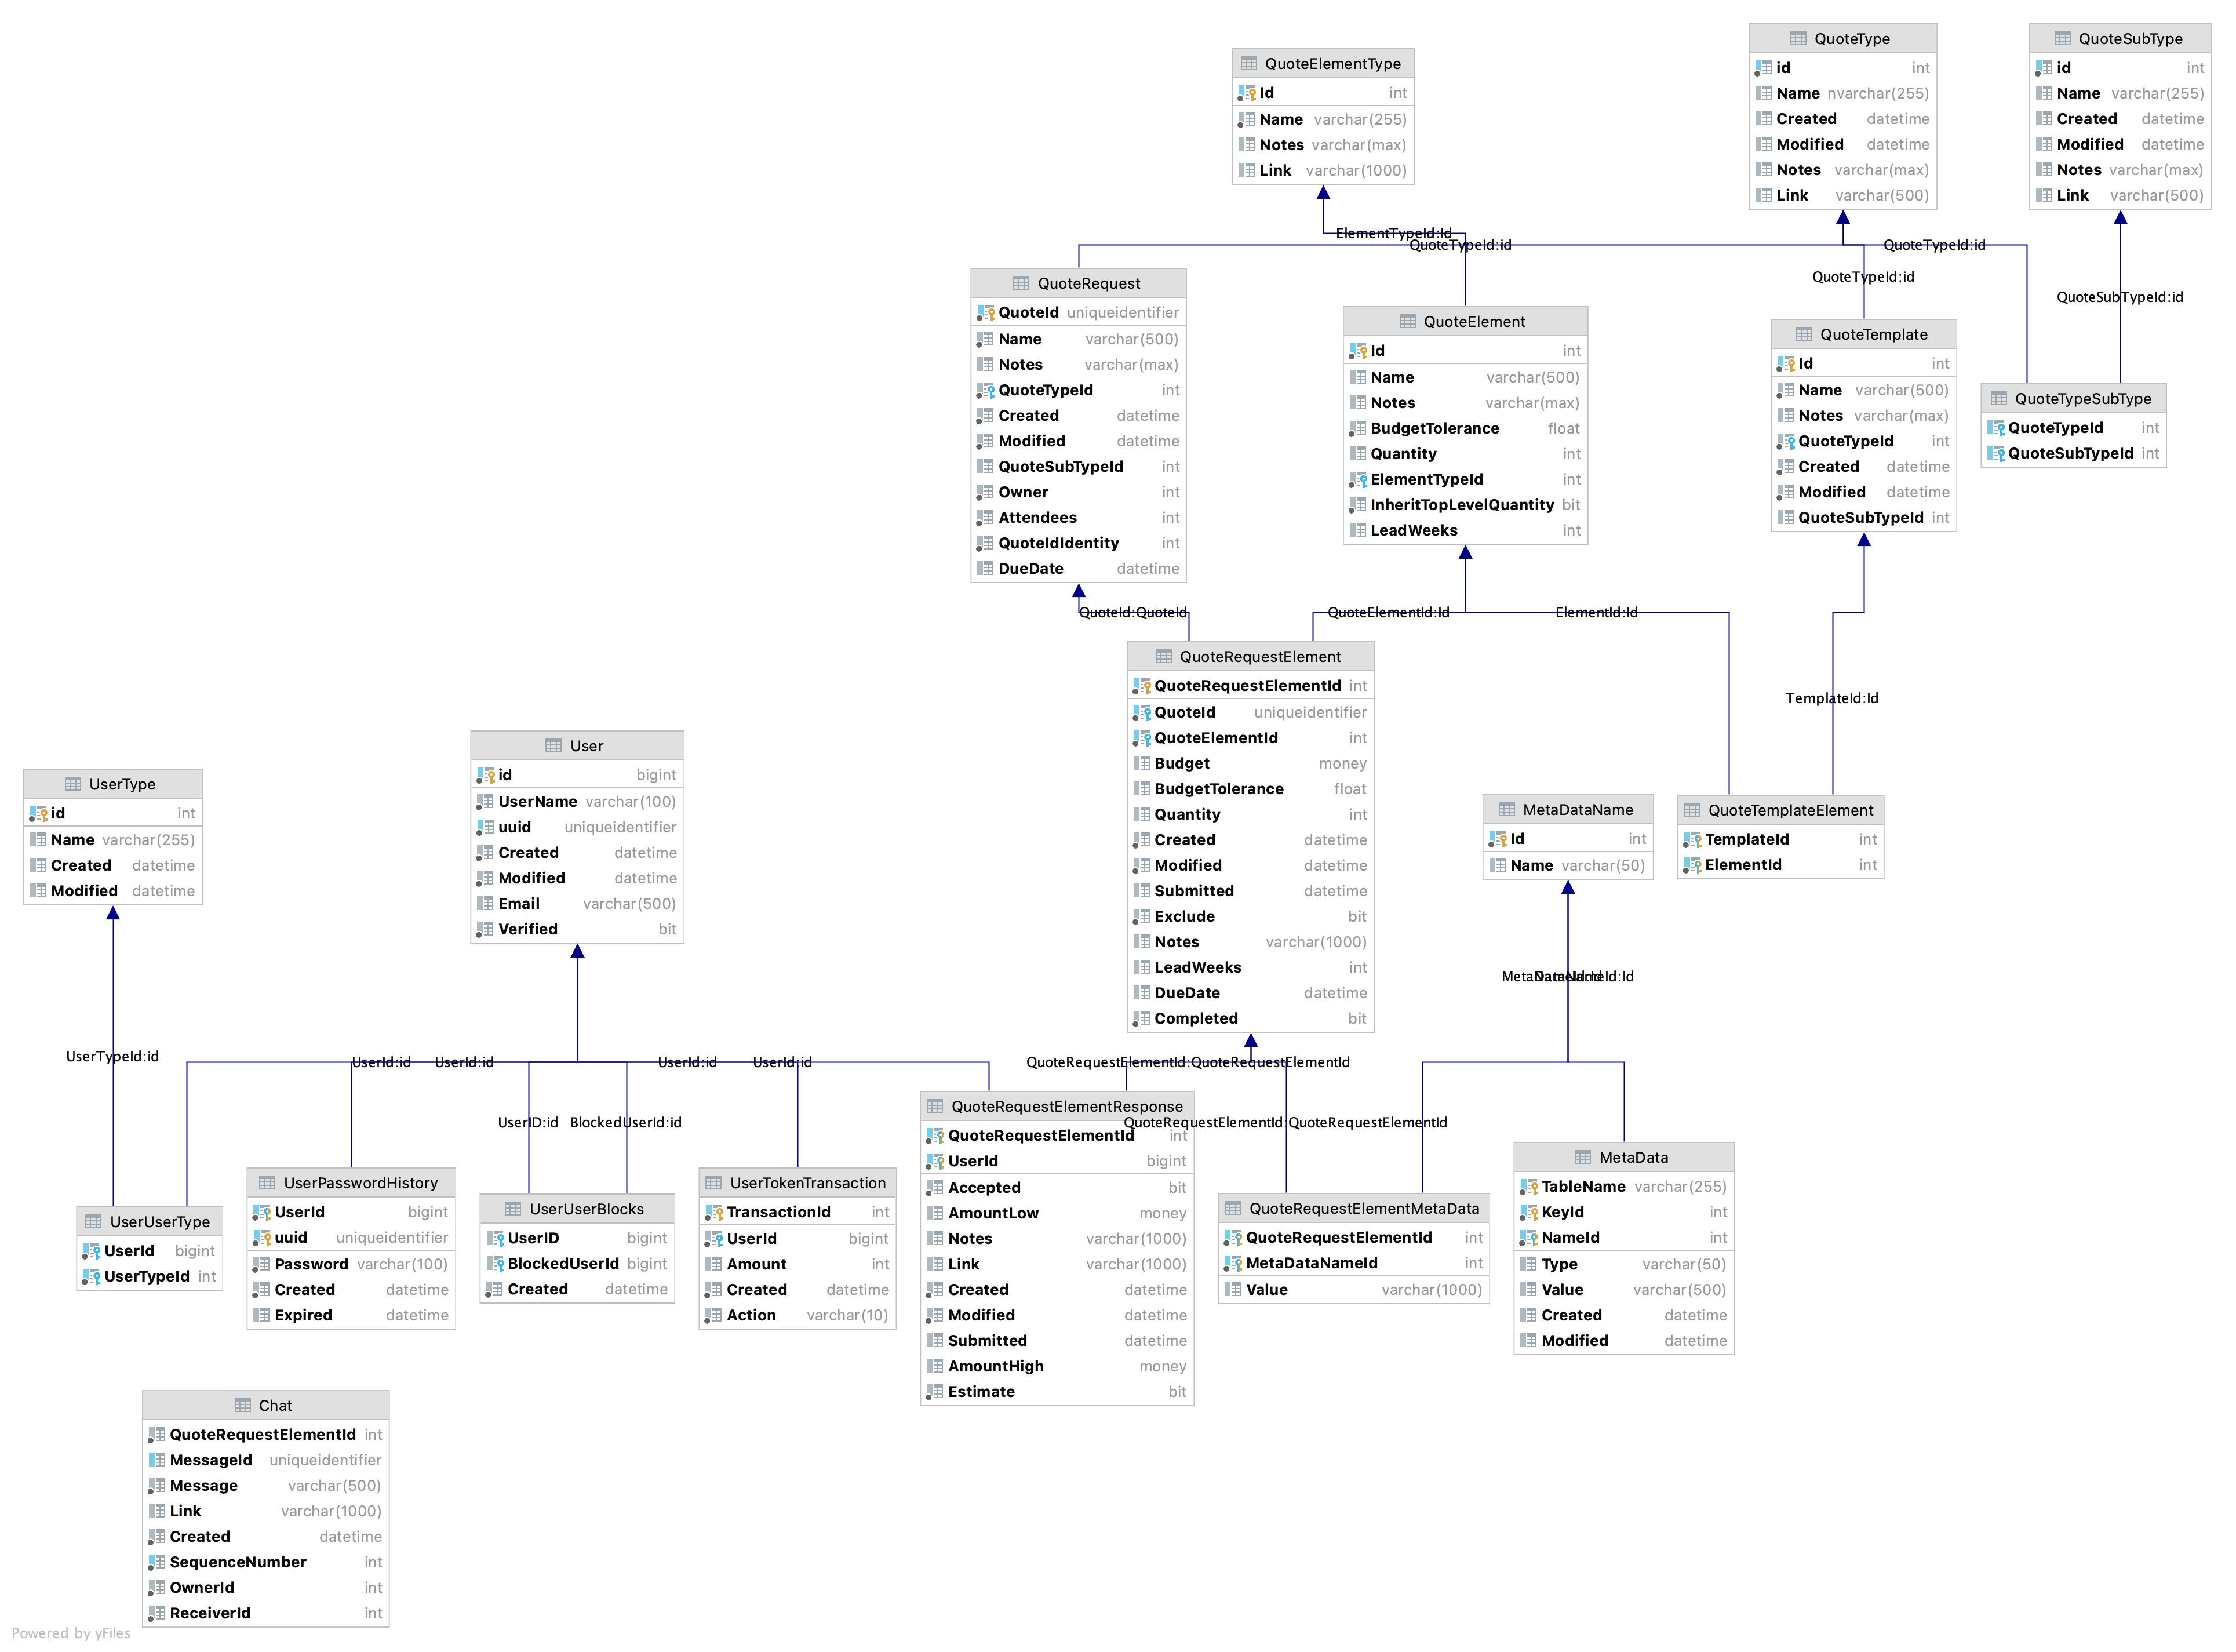 QuoteElementType
Id int
Name varchar(255)
Notes varchar(max)
Link varchar(1000)
QuoteType
id int
Name nvarchar(255)
Created datetime
Modified datetime
Notes varchar(max)
Link varchar(500)
QuoteSubType
id int
Name varchar(255)
Created datetime
Modified datetime
Notes varchar(max)
Link varchar(500)
ElementTypeId:Id
QuoteTypeId:id
QuoteTypeId:id
QuoteTypeId:id
QuoteSubTypeId:id
QuoteRequest
QuoteId uniqueidentifier
Name varchar(500)
Notes varchar(max)
QuoteTypeId int
Created datetime
Modified datetime
QuoteSubTypeId int
Owner int
Attendees int
QuoteIdIdentity int
DueDate datetime
QuoteElement
Id int
Name varchar(500)
Notes varchar(max)
BudgetTolerance float
Quantity int
ElementTypeId int
InheritTopLevelQuantity bit
LeadWeeks int
QuoteTemplate
Id int
Name varchar(500)
Notes varchar(max)
QuoteTypeId int
Created datetime
Modified datetime
QuoteSubTypeId int
QuoteTypeSubType
QuoteTypeId int
QuoteSubTypeId int
QuoteId:QuoteId
QuoteElementId:Id
ElementId:Id
TemplateId:Id
QuoteRequestElement
QuoteRequestElementId int
QuoteId uniqueidentifier
QuoteElementId int
Budget money
BudgetTolerance float
Quantity int
Created datetime
Modified datetime
Submitted datetime
Exclude bit
Notes varchar(1000)
LeadWeeks int
DueDate datetime
Completed bit
UserType
id int
Name varchar(255)
Created datetime
Modified datetime
User
id bigint
UserName varchar(100)
uuid uniqueidentifier
Created datetime
Modified datetime
Email varchar(500)
Verified bit
MetaDataName
Id int
Name varchar(50)
QuoteTemplateElement
TemplateId int
ElementId int
MetaDataNameId:Id
NameId:Id
UserTypeId:id
UserId:id
UserId:id
UserId:id
UserId:id
UserID:id
BlockedUserId:id
QuoteRequestElementId:QuoteRequestElementId
QuoteRequestElementId:QuoteRequestElementId
UserUserType
UserId bigint
UserTypeId int
UserPasswordHistory
UserId bigint
uuid uniqueidentifier
Password varchar(100)
Created datetime
Expired datetime
UserUserBlocks
UserID bigint
BlockedUserId bigint
Created datetime
UserTokenTransaction
TransactionId int
UserId bigint
Amount int
Created datetime
Action varchar(10)
QuoteRequestElementResponse
QuoteRequestElementId int
UserId bigint
Accepted bit
AmountLow money
Notes varchar(1000)
Link varchar(1000)
Created datetime
Modified datetime
Submitted datetime
AmountHigh money
Estimate bit
QuoteRequestElementMetaData
QuoteRequestElementId int
MetaDataNameId int
Value varchar(1000)
MetaData
TableName varchar(255)
KeyId int
NameId int
Type varchar(50)
Value varchar(500)
Created datetime
Modified datetime
Chat
QuoteRequestElementId int
MessageId uniqueidentifier
Message varchar(500)
Link varchar(1000)
Created datetime
SequenceNumber int
OwnerId int
ReceiverId int
Powered by yFiles